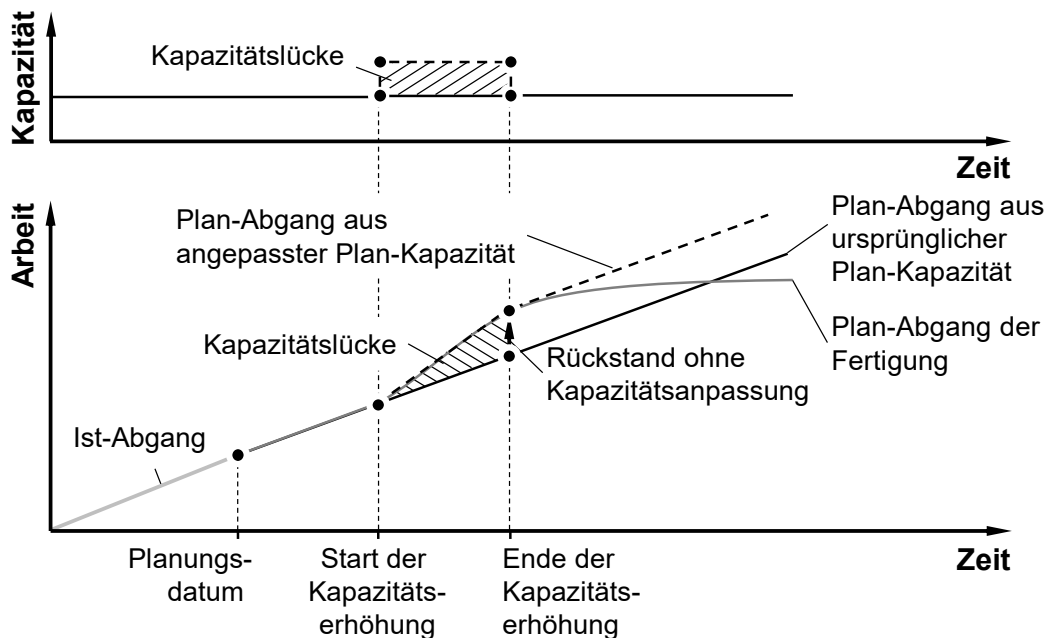 Kapazität
Kapazitätslücke
Zeit
Arbeit
Plan-Abgang aus
angepasster Plan-Kapazität
Plan-Abgang aus
ursprünglicher
Plan-Kapazität
Kapazitätslücke
Rückstand ohne
Kapazitätsanpassung
Plan-Abgang der
Fertigung
Ist-Abgang
Zeit
Planungs-
datum
Start der
Kapazitäts-
erhöhung
Ende der
Kapazitäts-
erhöhung